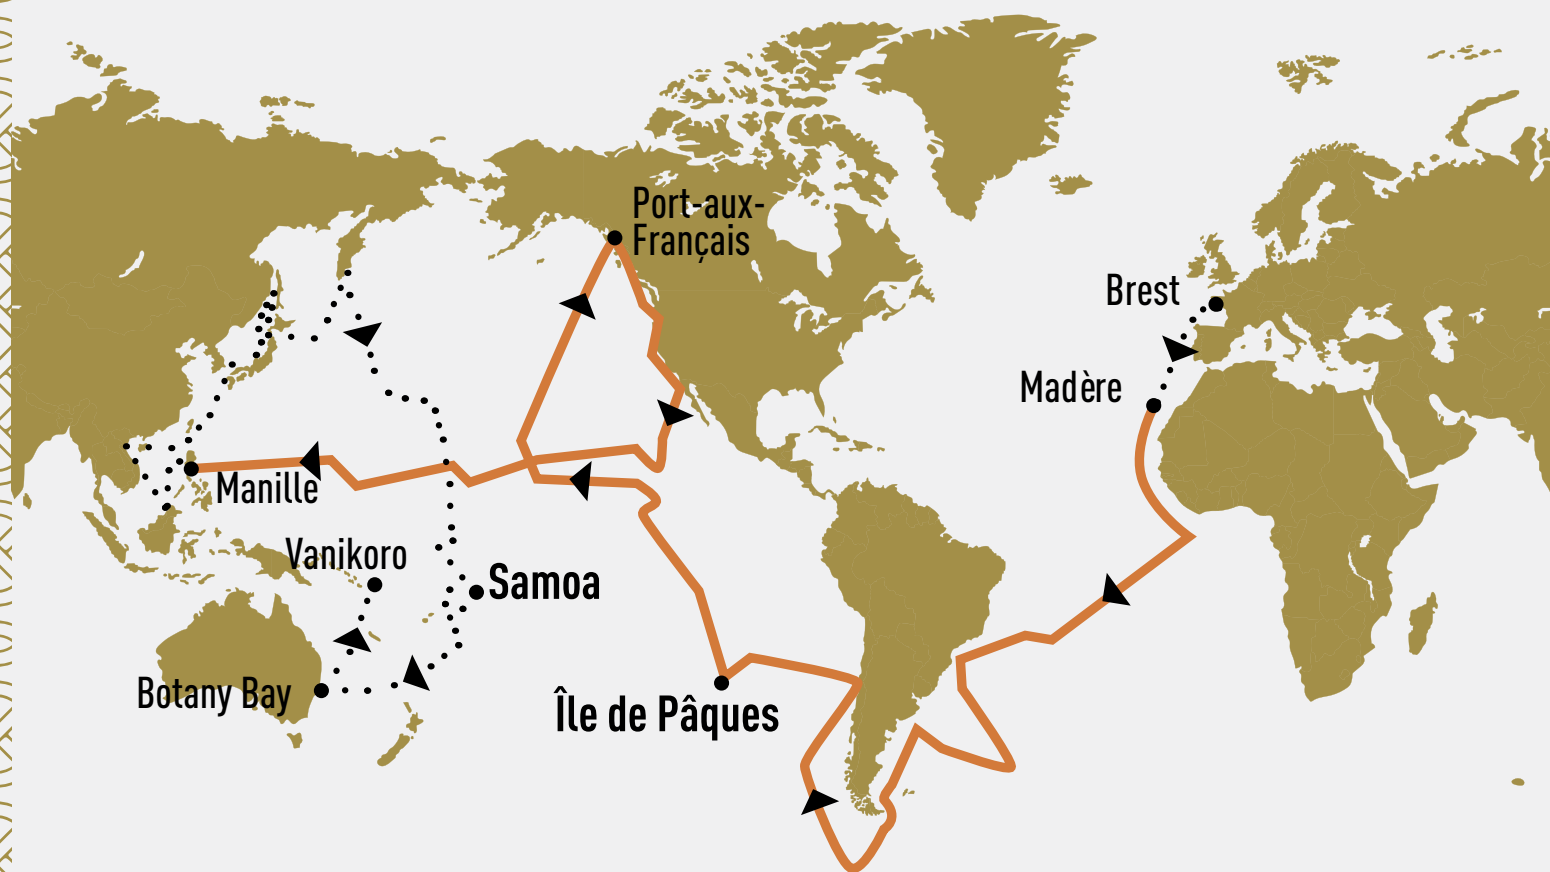 Port-aux-
Français
Brest
Madère
Manille
Vanikoro
Samoa
Botany Bay
Île de Pâques